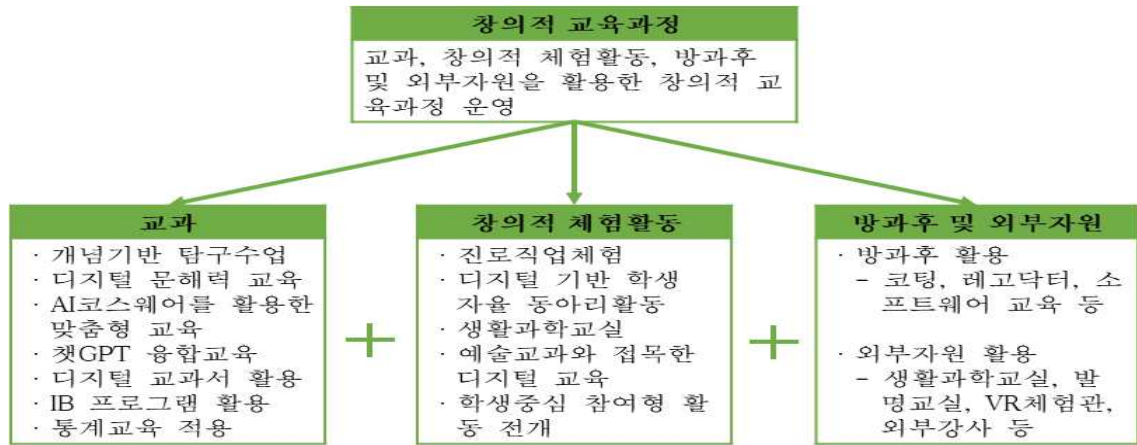 창의적 교육과정
교과, 창의적 체험활동, 방과후
및 외부자원을 활용한 창의적 교
육과정 운영
교과
· 개념기반 탐구수업
· 디지털 문해력 교육
· AI코스웨어를 활용한
맞춤형 교육
· 챗GPT 융합교육
· 디지털 교과서 활용
· IB 프로그램 활용
· 통계교육 적용
+
창의적 체험활동
· 진로직업체험
· 디지털 기반 학생
자율 동아리활동
· 생활과학교실
· 예술교과와 접목한
디지털 교육
· 학생중심 참여형 활
동 전개
+
방과후 및 외부자원
· 방과후 활용
- 코팅, 레고닥터, 소
프트웨어 교육 등
· 외부자원 활용
- 생활과학교실, 발
명교실, VR체험관,
외부강사 등